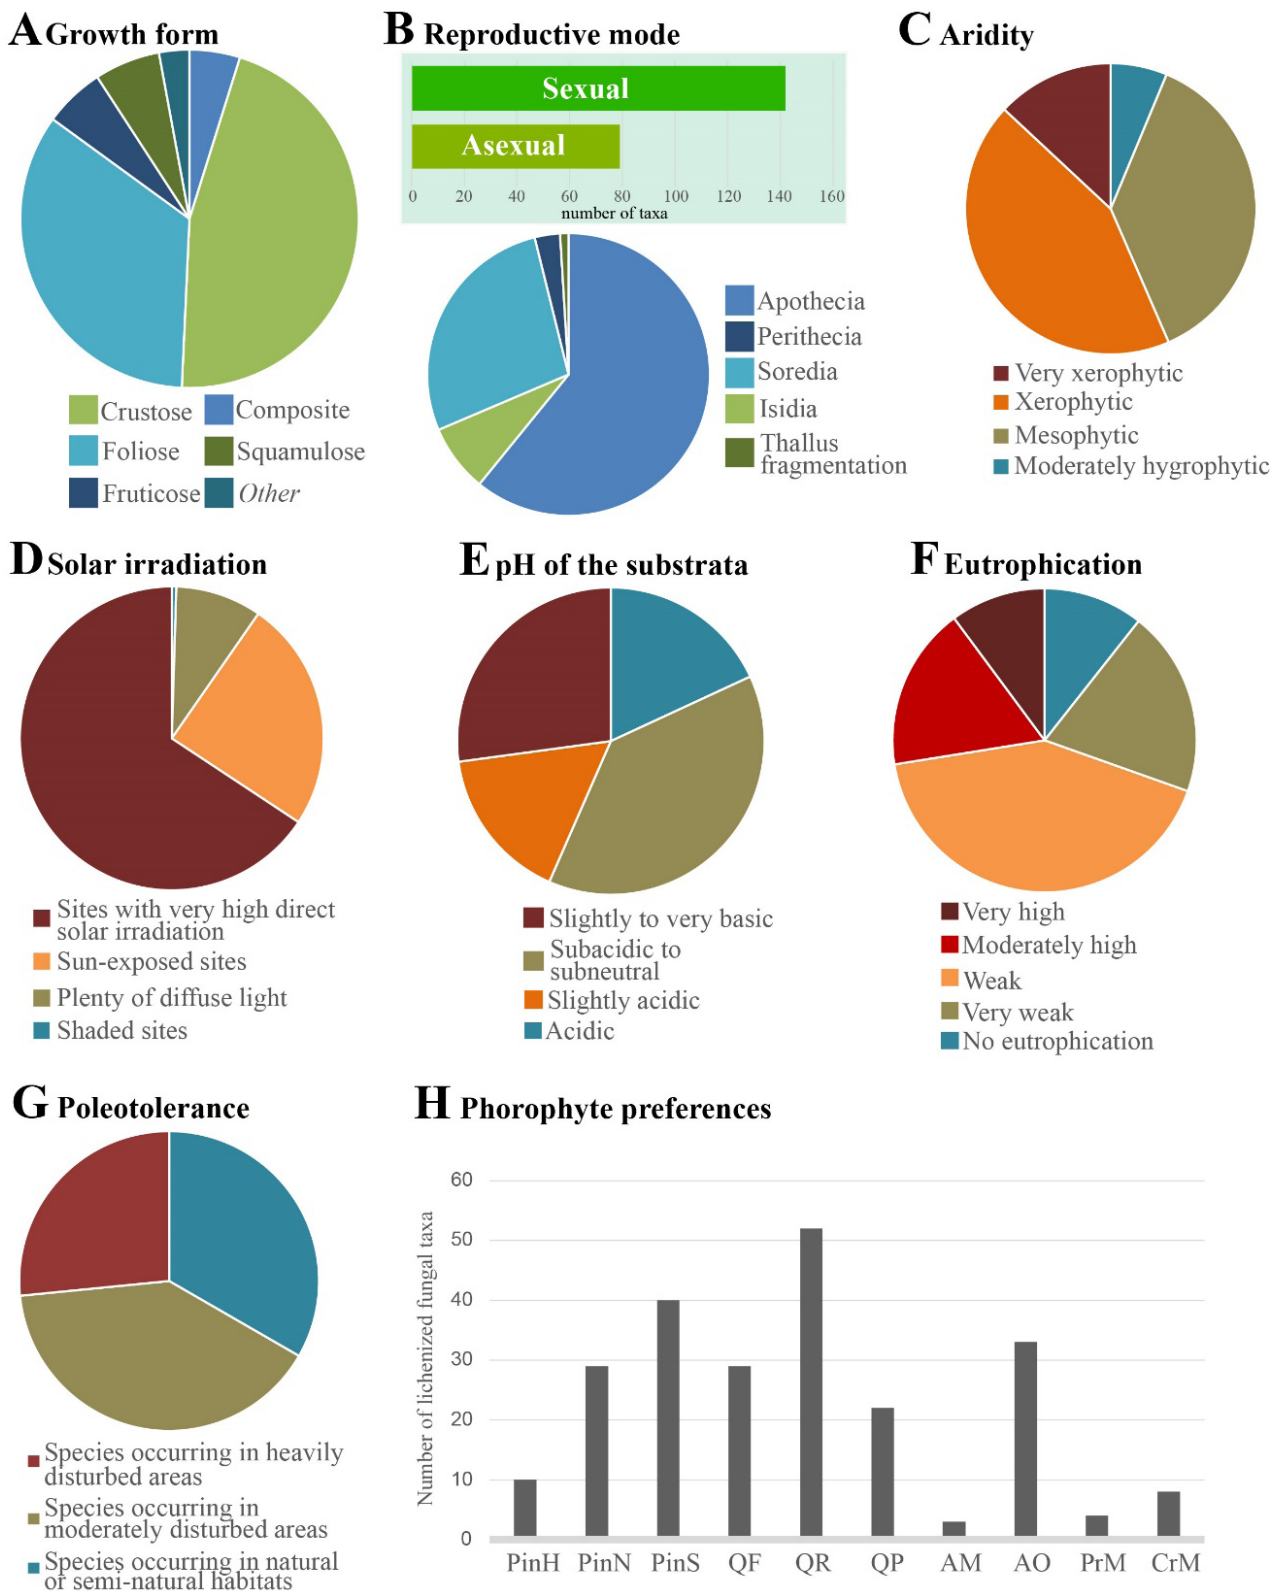 A Growth form
B Reproductive mode
C Aridity
Sexual
Asexual
0 20 40 60 80 100 120 140 160
number of taxa
Crustose
Composite
Foliose
Squamulose
Fruticose
Other
Apothecia
Perithecia
Soredia
Isidia
Thallus
fragmentation
Very xerophytic
Xerophytic
Mesophytic
Moderately hygrophytic
D Solar irradiation
E pH of the substrata
F Eutrophication
Sites with very high direct
solar irradiation
Sun-exposed sites
Plenty of diffuse light
Shaded sites
Slightly to very basic
Subacidic to
subneutral
Slightly acidic
Acidic
Very high
Moderately high
Weak
Very weak
No eutrophication
G Poleotolerance
H Phorophyte preferences
Species occurring in heavily
disturbed areas
Species occurring in
moderately disturbed areas
Species occurring in natural
or semi-natural habitats
Number of lichenized fungal taxa
60
50
40
30
20
10
0
PinH PinN PinS QF QR QP AM AO PrM CrM